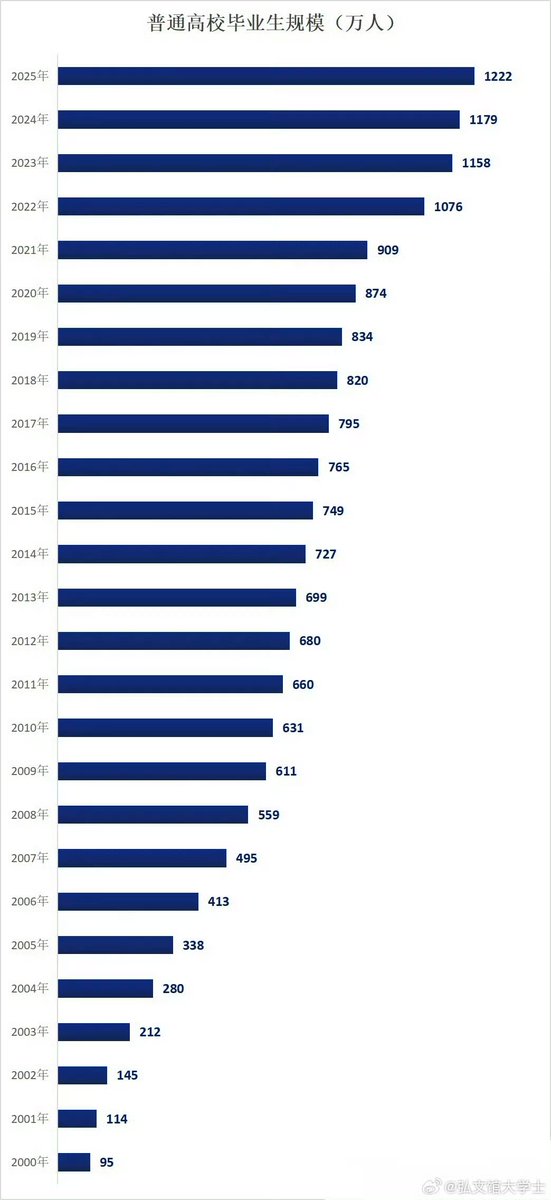 普通高校毕业生规模（万人）
2025年 1222
2024年 1179
2023年 1158
2022年 1076
2021年 909
2020年 874
2019年 834
2018年 820
2017年 795
2016年 765
2015年 749
2014年 727
2013年 699
2012年 680
2011年 660
2010年 631
2009年 611
2008年 559
2007年 495
2006年 413
2005年 338
2004年 280
2003年 212
2002年 145
2001年 114
2000年 95
@弘文馆大学士